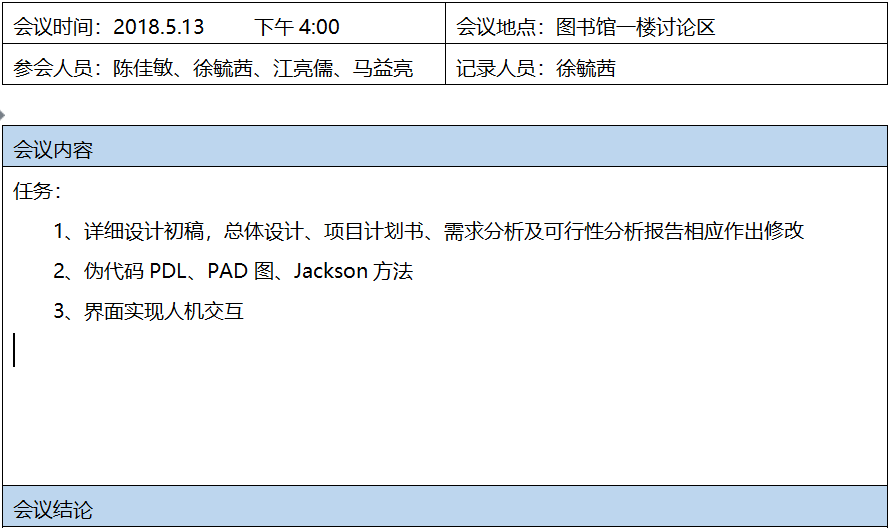 会议时间：2018.5.13 下午 4:00
会议地点：图书馆一楼讨论区
参会人员：陈佳敏、徐毓茜、江亮儒、马益亮
记录人员：徐毓茜
会议内容
任务：
1、详细设计初稿，总体设计、项目计划书、需求分析及可行性分析报告相应作出修改
2、伪代码 PDL、PAD 图、Jackson 方法
3、界面实现人机交互
会议结论